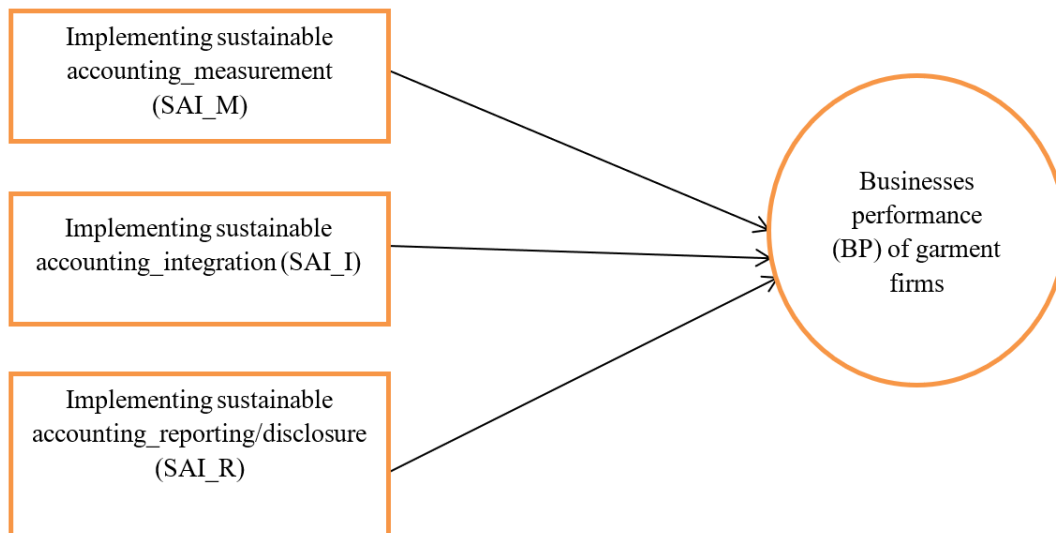 Implementing sustainable
accounting_measurement
(SAI_M)
Implementing sustainable
accounting_integration (SAI_I)
Implementing sustainable
accounting_reporting/disclosure
(SAI_R)
Businesses
performance
(BP) of garment
firms